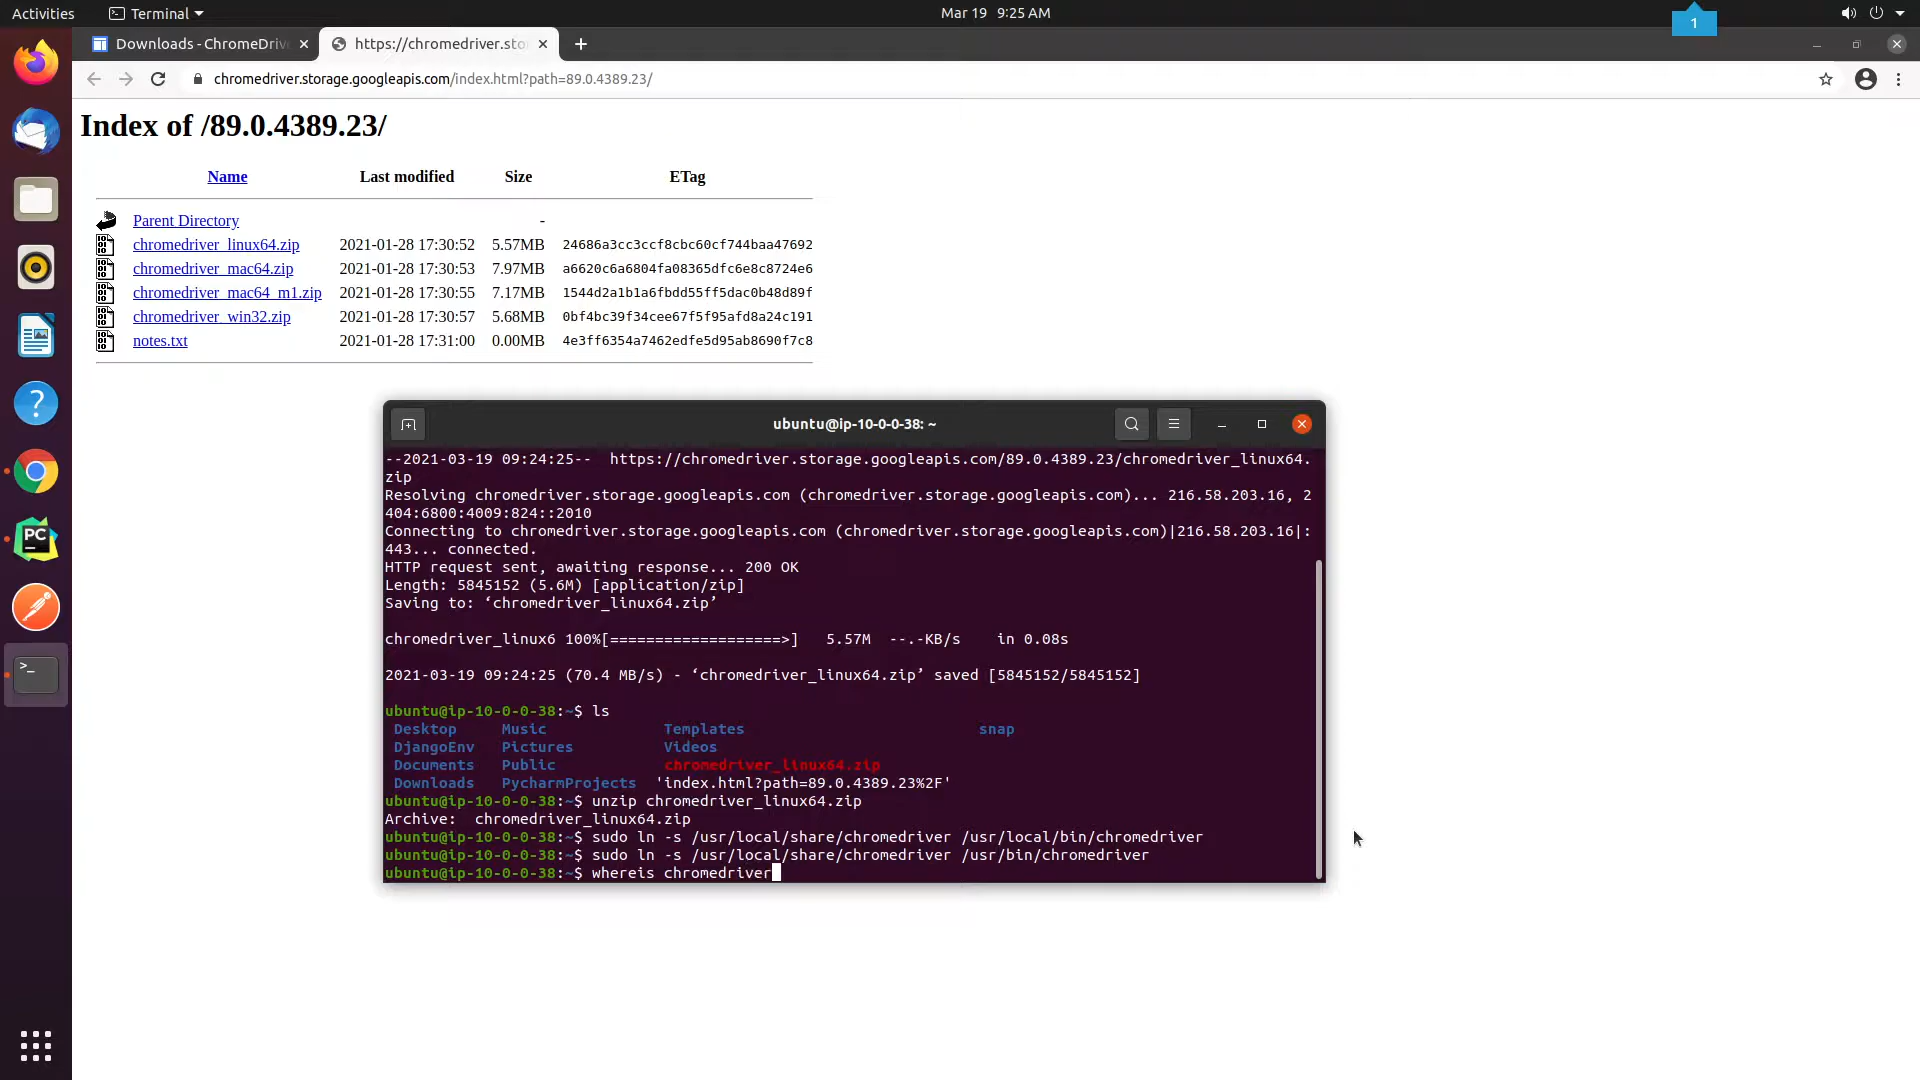 Activities
Terminal
Mar 19 9:25 AM
1
Downloads - ChromeDriv
https://chromedriver.sto
chromedriver.storage.googleapis.com/index.html?path=89.0.4389.23/
Index of /89.0.4389.23/
Name Last modified Size ETag
Parent Directory -
chromedriver_linux64.zip 2021-01-28 17:30:52 5.57MB 24686a3cc3ccf8cbc60cf744baa47692
chromedriver_mac64.zip 2021-01-28 17:30:53 7.97MB a6620c6a6804fa08365dfc6e8c8724e6
chromedriver_mac64_m1.zip 2021-01-28 17:30:55 7.17MB 1544d2a1b1a6fbdd55ff5dac0b48d89f
chromedriver_win32.zip 2021-01-28 17:30:57 5.68MB 0bf4bc39f34cee67f5f95afd8a24c191
notes.txt 2021-01-28 17:31:00 0.00MB 4e3ff6354a7462edfe5d95ab8690f7c8
PC
ubuntu@ip-10-0-0-38: ~
--2021-03-19 09:24:25-- https://chromedriver.storage.googleapis.com/89.0.4389.23/chromedriver_linux64.
zip
Resolving chromedriver.storage.googleapis.com (chromedriver.storage.googleapis.com)... 216.58.203.16, 2
404:6800:4009:824::2010
Connecting to chromedriver.storage.googleapis.com (chromedriver.storage.googleapis.com)|216.58.203.16|:
443... connected.
HTTP request sent, awaiting response... 200 OK
Length: 5845152 (5.6M) [application/zip]
Saving to: ‘chromedriver_linux64.zip’
chromedriver_linux6 100%[===================>] 5.57M --.-KB/s in 0.08s
2021-03-19 09:24:25 (70.4 MB/s) - ‘chromedriver_linux64.zip’ saved [5845152/5845152]
ubuntu@ip-10-0-0-38:~$ ls
Desktop Music Templates snap
DjangoEnv Pictures Videos
Documents Public chromedriver_linux64.zip
Downloads PycharmProjects 'index.html?path=89.0.4389.23%2F'
ubuntu@ip-10-0-0-38:~$ unzip chromedriver_linux64.zip
Archive: chromedriver_linux64.zip
ubuntu@ip-10-0-0-38:~$ sudo ln -s /usr/local/share/chromedriver /usr/local/bin/chromedriver
ubuntu@ip-10-0-0-38:~$ sudo ln -s /usr/local/share/chromedriver /usr/bin/chromedriver
ubuntu@ip-10-0-0-38:~$ whereis chromedriver